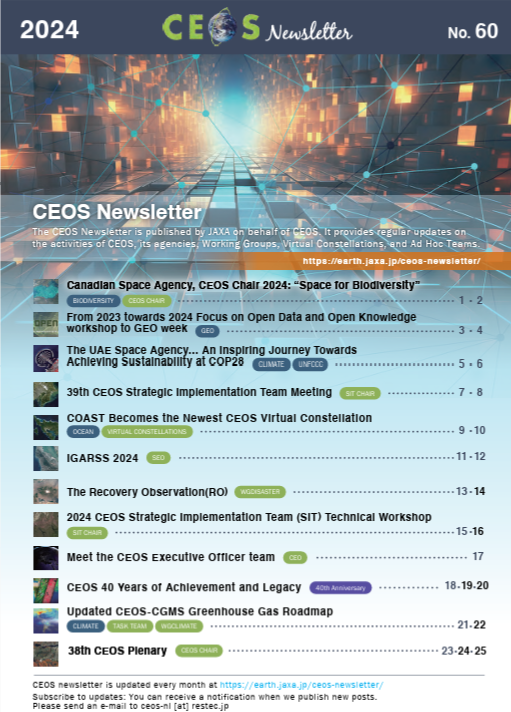 2024
CEOS Newsletter
No. 60
CEOS Newsletter
The CEOS Newsletter is published by JAXA on behalf of CEOS. It provides regular updates on
the activities of CEOS, its agencies, Working Groups, Virtual Constellations, and Ad Hoc Teams.
https://earth.jaxa.jp/ceos-newsletter/
Canadian Space Agency, CEOS Chair 2024: “Space for Biodiversity”
BIODIVERSITY CEOS CHAIR 1 - 2
From 2023 towards 2024 Focus on Open Data and Open Knowledge
workshop to GEO week GEO 3 - 4
OPEN
The UAE Space Agency... An Inspiring Journey Towards
Achieving Sustainability at COP28 CLIMATE UNFCCC 5 - 6
39th CEOS Strategic Implementation Team Meeting SIT CHAIR 7 - 8
COAST Becomes the Newest CEOS Virtual Constellation
OCEAN VIRTUAL CONSTELLATIONS 9 -10
IGARSS 2024 SEO 11-12
The Recovery Observation(RO) WGDISASTER 13-14
2024 CEOS Strategic Implementation Team (SIT) Technical Workshop
SIT CHAIR 15-16
Meet the CEOS Executive Officer team CEO 17
CEOS 40 Years of Achievement and Legacy 40th Anniversary 18-19-20
Updated CEOS-CGMS Greenhouse Gas Roadmap
CLIMATE TASK TEAM WGCLIMATE 21-22
38th CEOS Plenary CEOS CHAIR 23-24-25
CEOS newsletter is updated every month at https://earth.jaxa.jp/ceos-newsletter/
Subscribe to updates: You can receive a notification when we publish new posts.
Please send an e-mail to ceos-nl [at] restec.jp